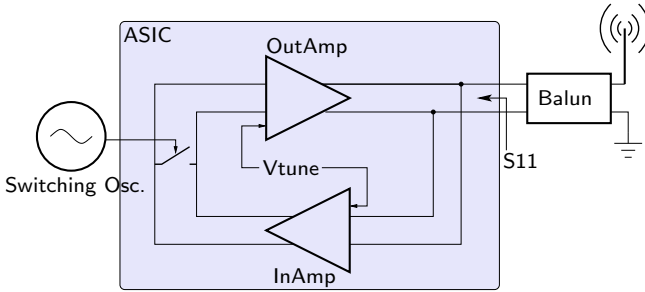 ASIC
OutAmp
Balun
Vtune
S11
Switching Osc.
InAmp